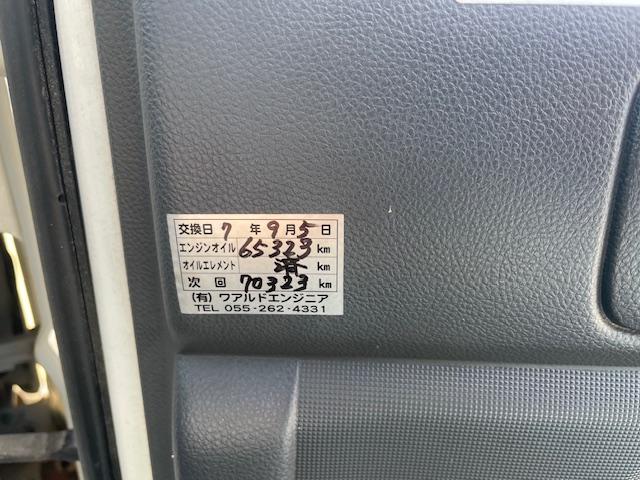 交換日 7 年 9 月 5 日
エンジンオイル 65323 km
オイルエレメント 済 km
次回 70323 km
(有)ワアルドエンジニア
TEL 055-262-4331